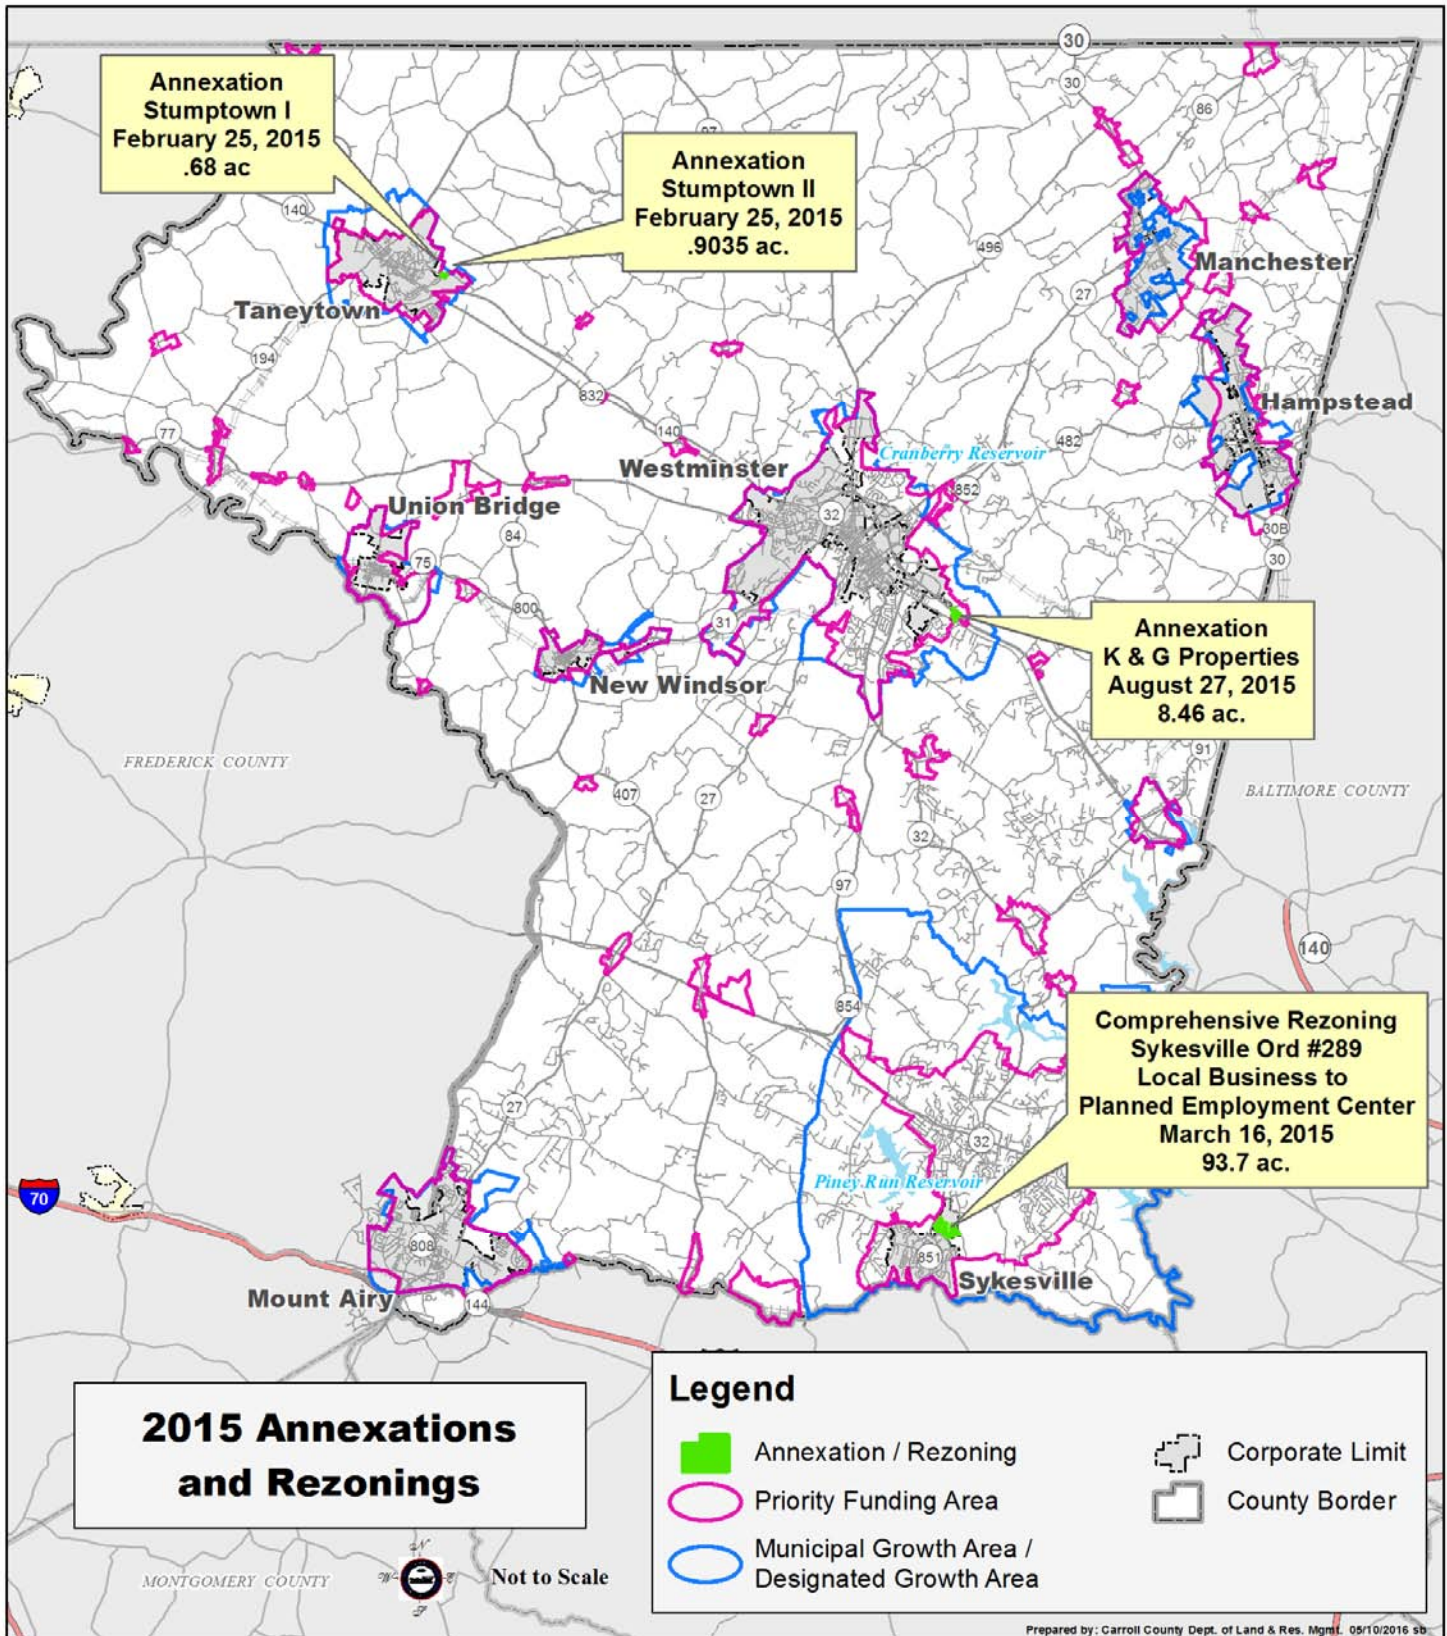 30
30
86
Annexation
Stumptown I
February 25, 2015
.68 ac
97
Annexation
Stumptown II
February 25, 2015
.9035 ac.
140
496
Manchester
27
Taneytown
194
832
Hampstead
77
140
482
Westminster
Cranberry Reservoir
852
Union Bridge
32
84
30B
75
30
800
31
Annexation
K & G Properties
August 27, 2015
8.46 ac.
New Windsor
91
FREDERICK COUNTY
BALTIMORE COUNTY
407
27
32
97
140
854
Comprehensive Rezoning
Sykesville Ord #289
Local Business to
Planned Employment Center
March 16, 2015
93.7 ac.
27
32
70
Piney Run Reservoir
808
851
Sykesville
Mount Airy
144
2015 Annexations
and Rezonings
Legend
Annexation / Rezoning
Corporate Limit
Priority Funding Area
County Border
Municipal Growth Area /
Designated Growth Area
MONTGOMERY COUNTY
N
W
E
S
Not to Scale
Prepared by: Carroll County Dept. of Land & Res. Mgmt. 05/10/2016 sb